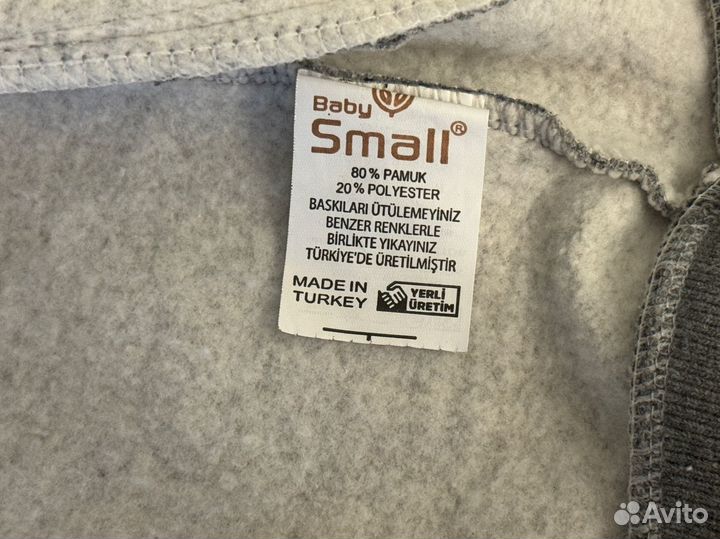 Baby
Small®
80 % PAMUK
20 % POLYESTER
BASKILARI ÜTÜLEMEYİNİZ
BENZER RENKLERLE
BİRLİKTE YIKAYINIZ
TÜRKİYE'DE ÜRETİLMİŞTİR
MADE IN
TURKEY
YERLİ
ÜRETİM
Avito